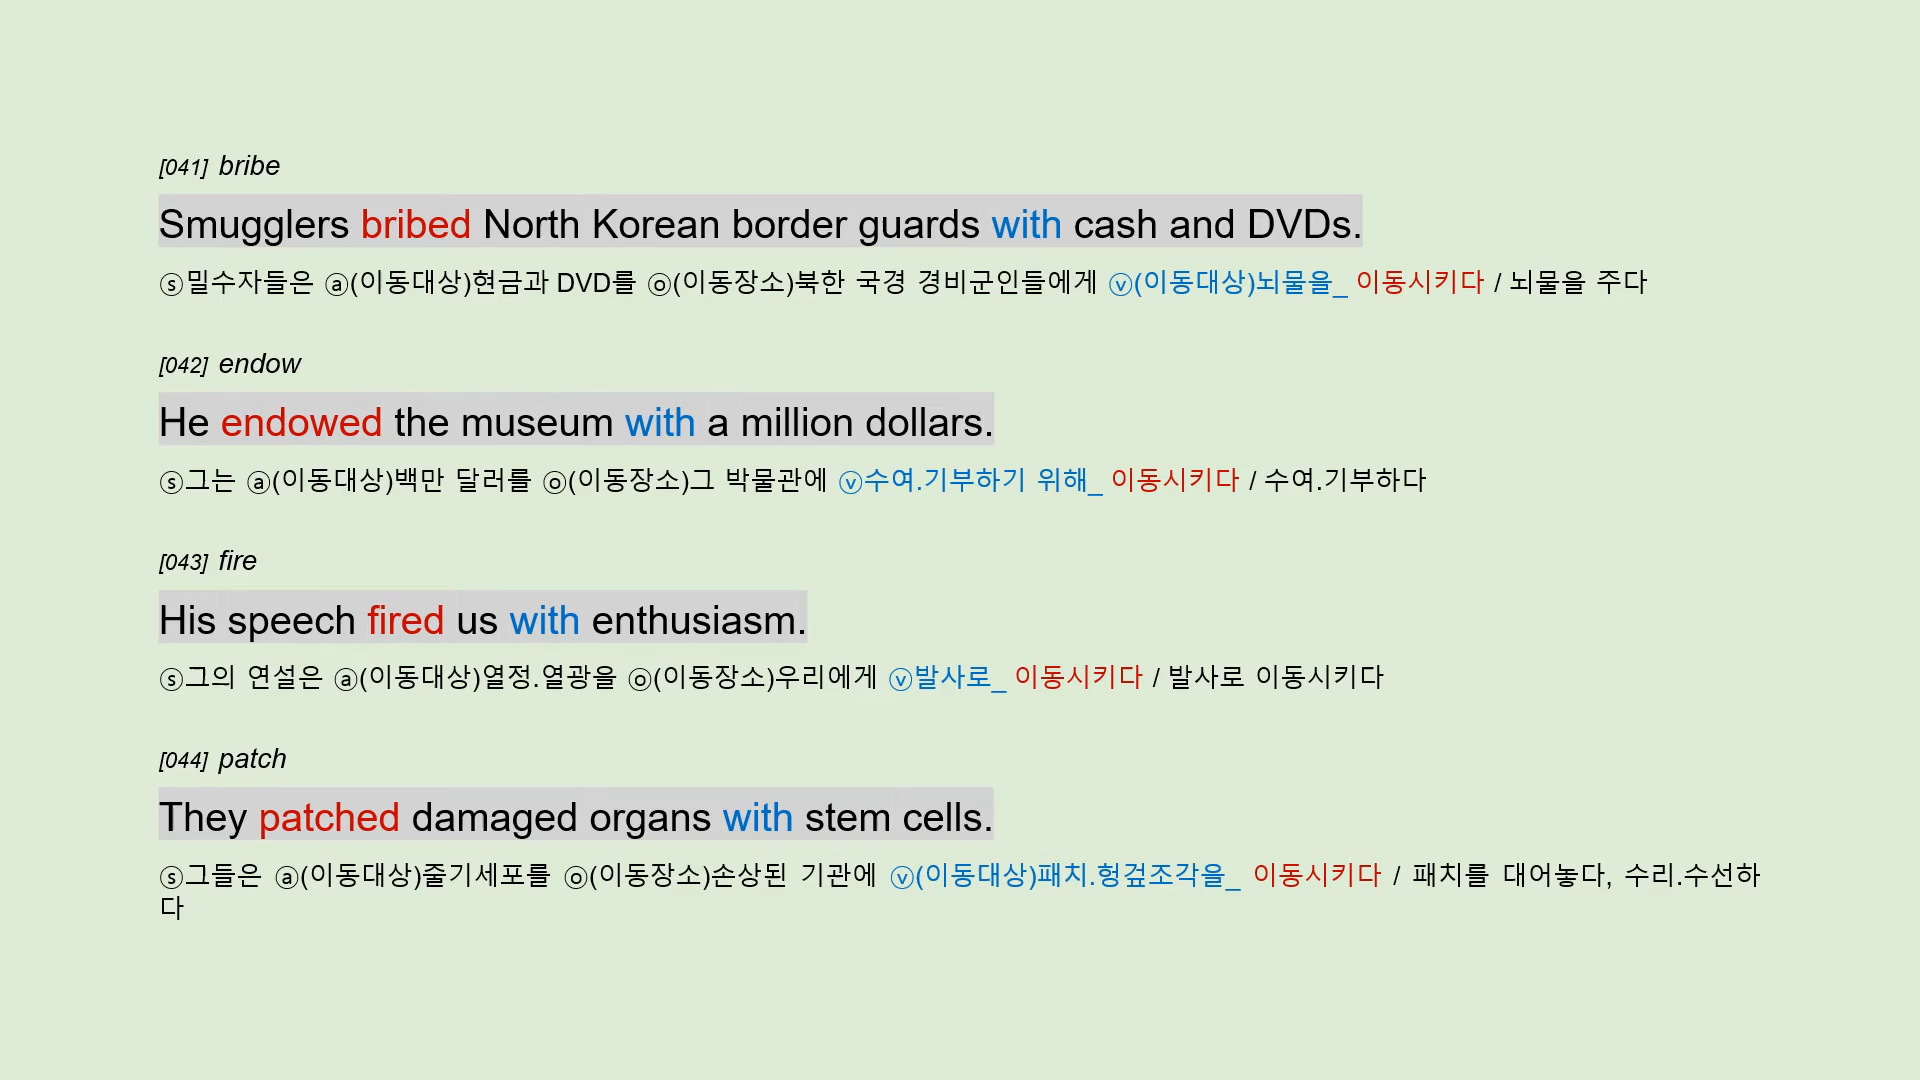 [041] bribe
Smugglers bribed North Korean border guards with cash and DVDs.
ⓢ밀수자들은 ⓐ(이동대상)현금과 DVD를 ⓞ(이동장소)북한 국경 경비군인들에게 ⓥ(이동대상)뇌물을_ 이동시키다 / 뇌물을 주다
[042] endow
He endowed the museum with a million dollars.
ⓢ그는 ⓐ(이동대상)백만 달러를 ⓞ(이동장소)그 박물관에 ⓥ수여.기부하기 위해_ 이동시키다 / 수여.기부하다
[043] fire
His speech fired us with enthusiasm.
ⓢ그의 연설은 ⓐ(이동대상)열정.열광을 ⓞ(이동장소)우리에게 ⓥ발사로_ 이동시키다 / 발사로 이동시키다
[044] patch
They patched damaged organs with stem cells.
ⓢ그들은 ⓐ(이동대상)줄기세포를 ⓞ(이동장소)손상된 기관에 ⓥ(이동대상)패치.헝겊조각을_ 이동시키다 / 패치를 대어놓다, 수리.수선하
다